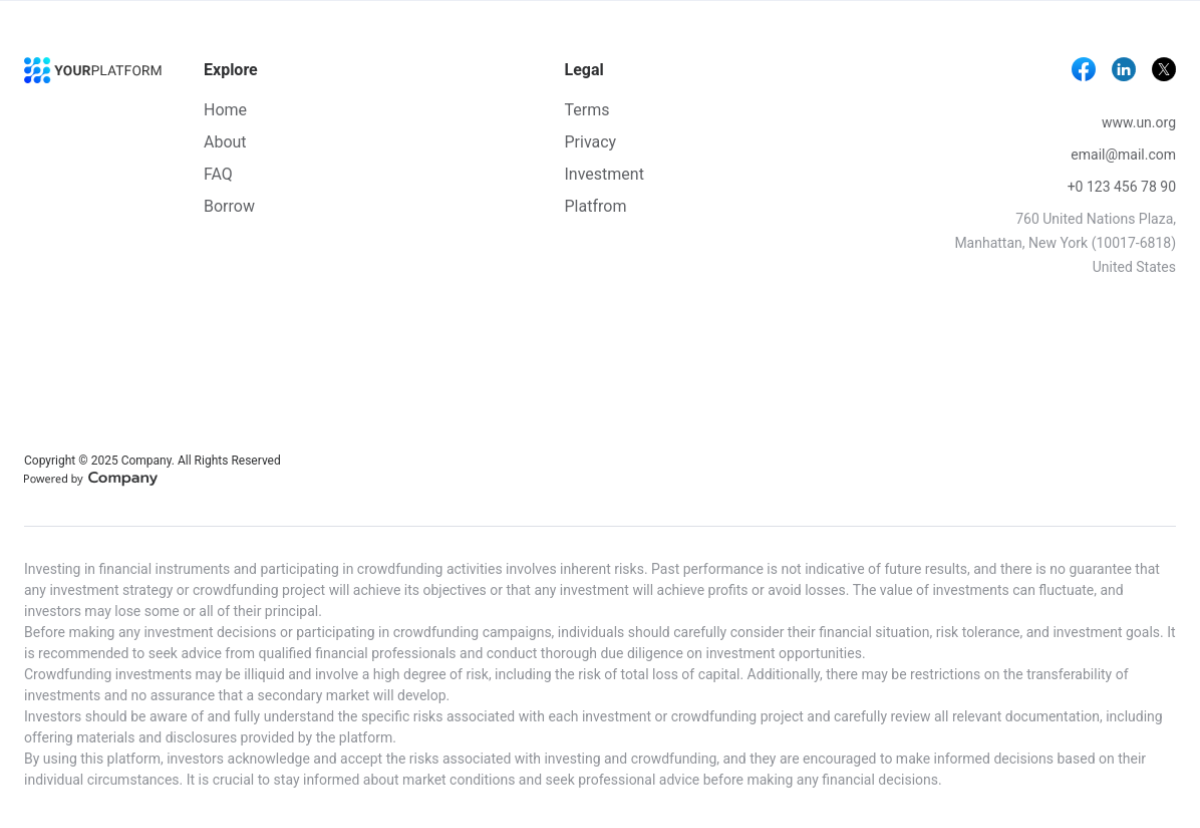 YOURPLATFORM
Explore
Home
About
FAQ
Borrow
Legal
Terms
Privacy
Investment
Platfrom
www.un.org
email@mail.com
+0 123 456 78 90
760 United Nations Plaza,
Manhattan, New York (10017-6818)
United States
Copyright © 2025 Company. All Rights Reserved
Powered by Company
Investing in financial instruments and participating in crowdfunding activities involves inherent risks. Past performance is not indicative of future results, and there is no guarantee that
any investment strategy or crowdfunding project will achieve its objectives or that any investment will achieve profits or avoid losses. The value of investments can fluctuate, and
investors may lose some or all of their principal.
Before making any investment decisions or participating in crowdfunding campaigns, individuals should carefully consider their financial situation, risk tolerance, and investment goals. It
is recommended to seek advice from qualified financial professionals and conduct thorough due diligence on investment opportunities.
Crowdfunding investments may be illiquid and involve a high degree of risk, including the risk of total loss of capital. Additionally, there may be restrictions on the transferability of
investments and no assurance that a secondary market will develop.
Investors should be aware of and fully understand the specific risks associated with each investment or crowdfunding project and carefully review all relevant documentation, including
offering materials and disclosures provided by the platform.
By using this platform, investors acknowledge and accept the risks associated with investing and crowdfunding, and they are encouraged to make informed decisions based on their
individual circumstances. It is crucial to stay informed about market conditions and seek professional advice before making any financial decisions.